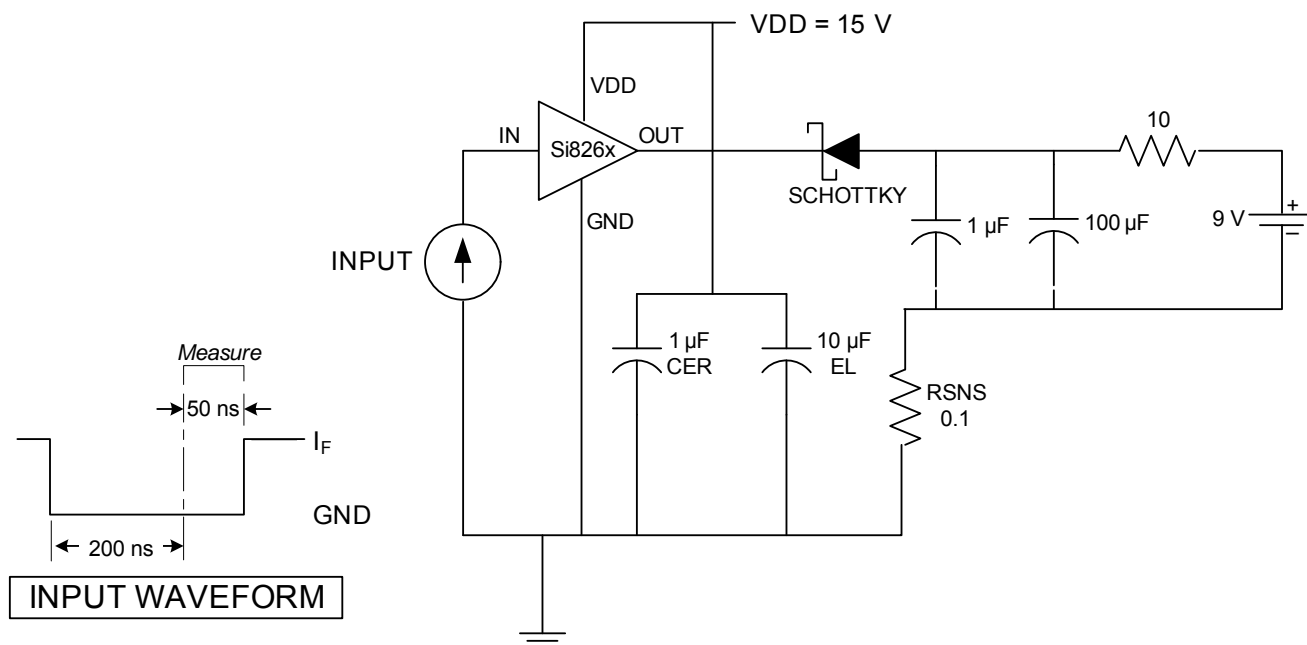 VDD = 15 V
VDD
10
IN
Si826x
OUT
SCHOTTKY
GND
1 µF
100 µF
9 V
+
–
INPUT
1 µF
CER
10 µF
EL
RSNS
0.1
Measure
50 ns
I_F
GND
200 ns
INPUT WAVEFORM